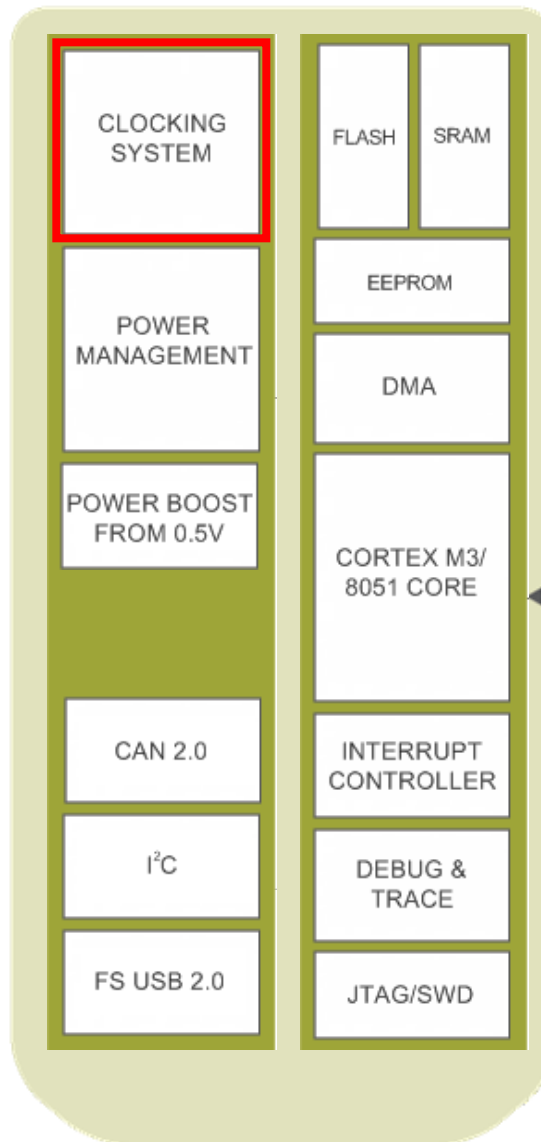 CLOCKING
SYSTEM
POWER
MANAGEMENT
POWER BOOST
FROM 0.5V
CAN 2.0
I²C
FS USB 2.0
FLASH
SRAM
EEPROM
DMA
CORTEX M3/
8051 CORE
INTERRUPT
CONTROLLER
DEBUG &
TRACE
JTAG/SWD